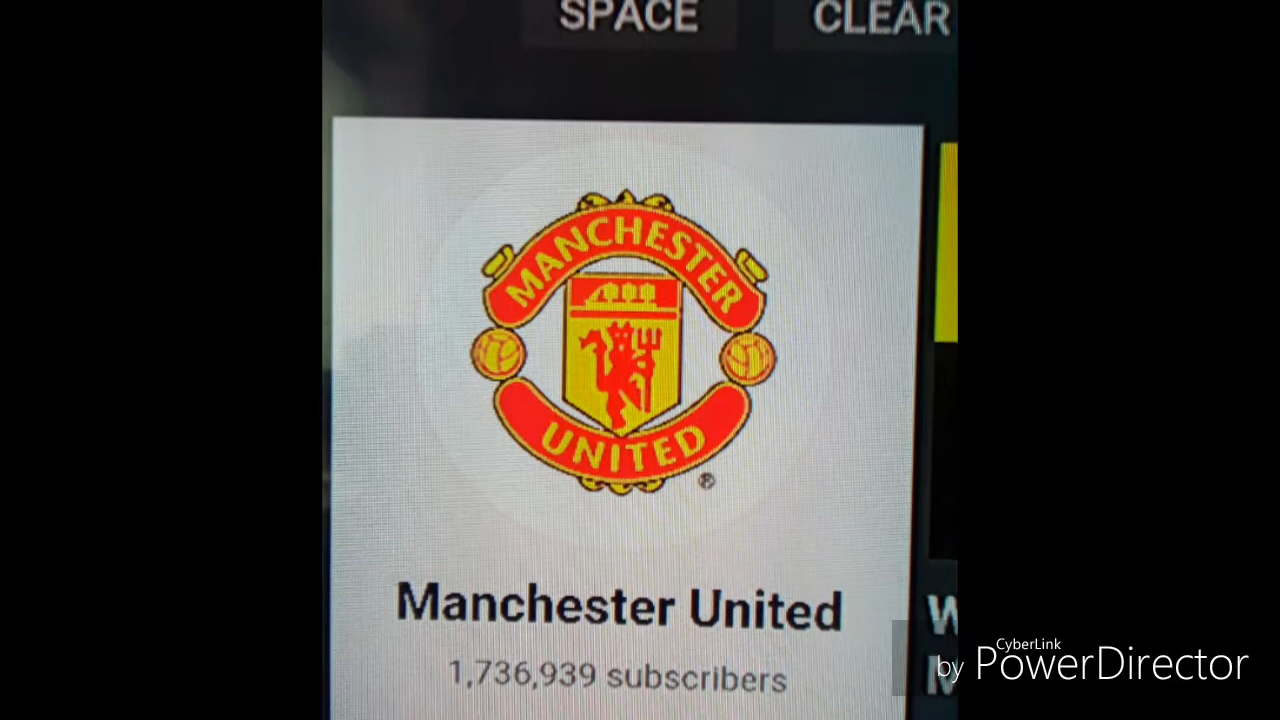 SPACE CLEAR
MANCHESTER
UNITED
®
Manchester United
1,736,939 subscribers
W
M
CyberLink
by PowerDirector